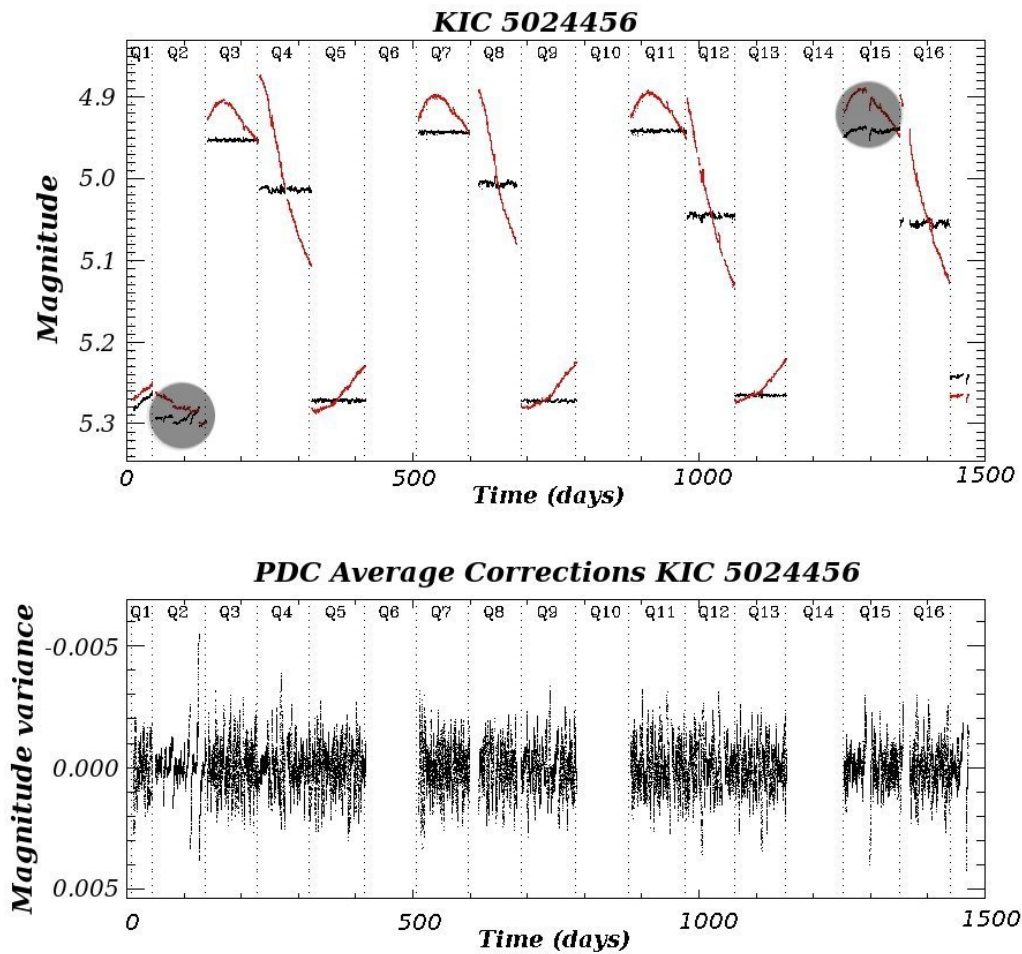 KIC 5024456
Q1 Q2 Q3 Q4 Q5 Q6 Q7 Q8 Q9 Q10 Q11 Q12 Q13 Q14 Q15 Q16
4.9
5.0
5.1
5.2
5.3
Magnitude
0 500 1000 1500
Time (days)
PDC Average Corrections KIC 5024456
Q1 Q2 Q3 Q4 Q5 Q6 Q7 Q8 Q9 Q10 Q11 Q12 Q13 Q14 Q15 Q16
-0.005
0.000
0.005
Magnitude variance
0 500 1000 1500
Time (days)